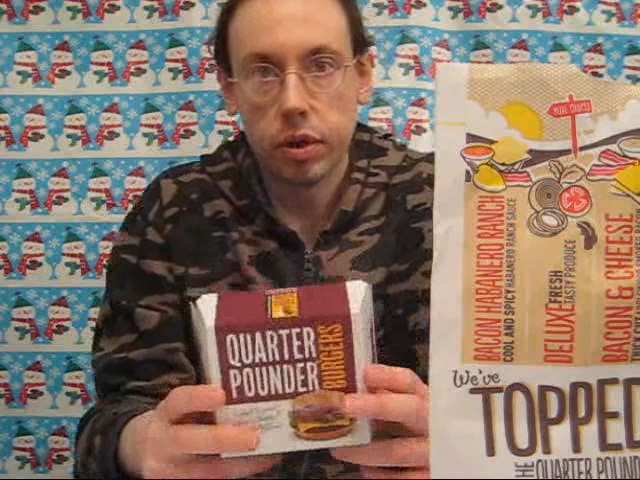 QUARTER
POUNDER
BURGERS
BACON HABANERO RANCH
COOL AND SPICY HABANERO RANCH SAUCE
DELUXE FRESH
TASTY PRODUCE
BACON & CHEESE
We've
TOPPED
THE QUARTER POUND